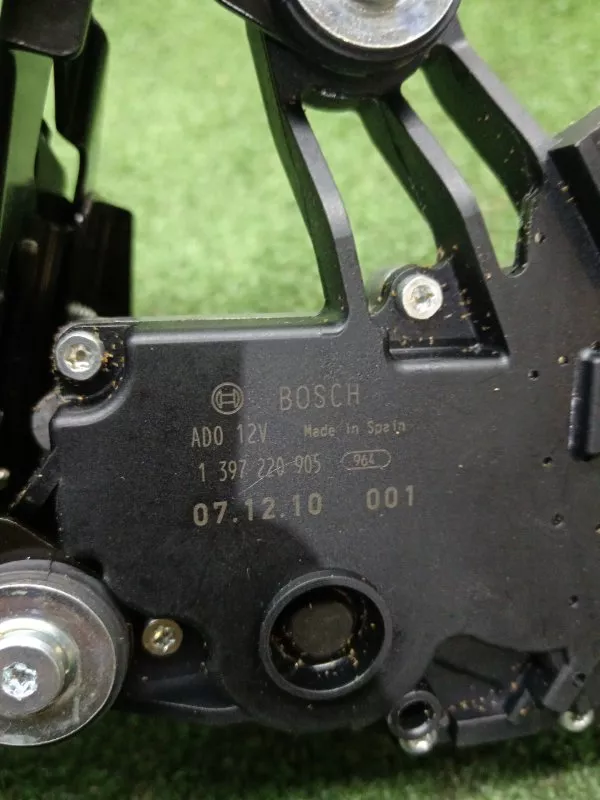 BOSCH
ADO 12V Made in Spain
1 397 220 905 964
07.12.10 001